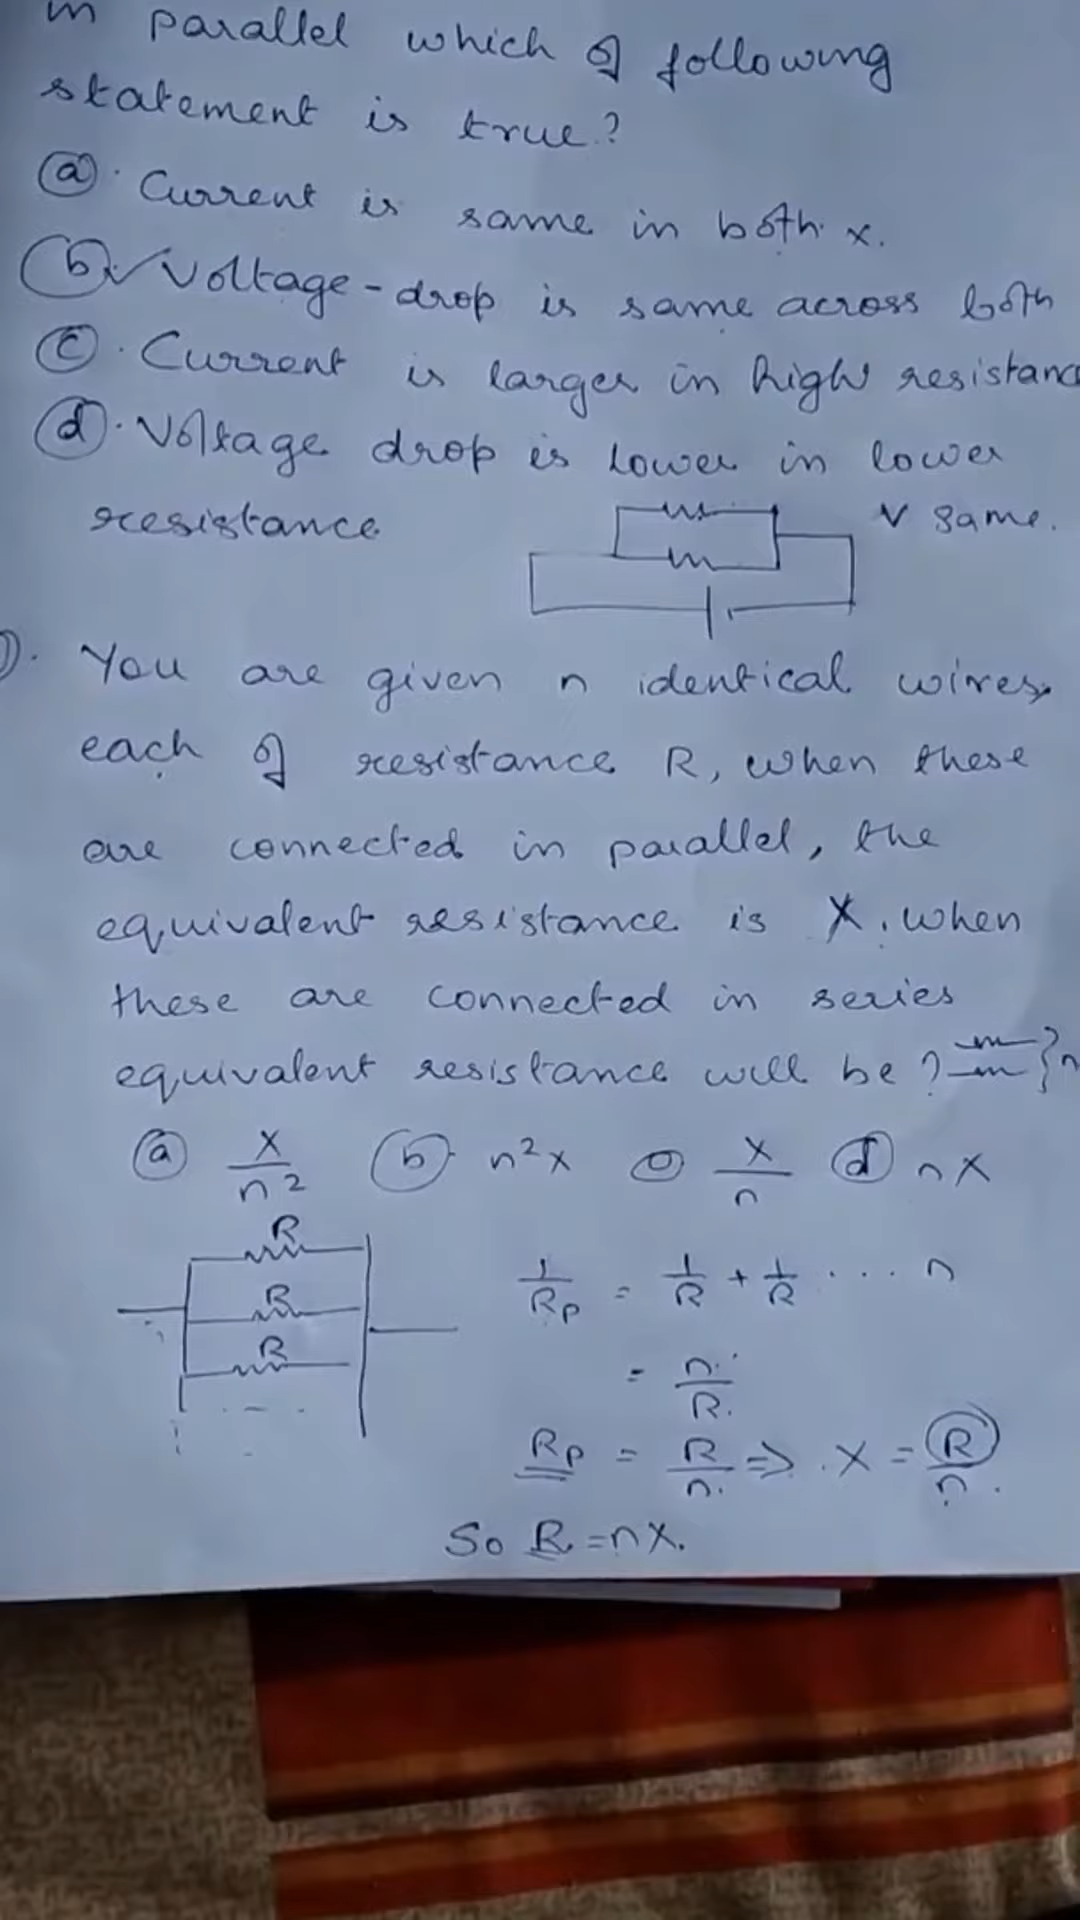 in parallel which of following
statement is true?
(a). Current is same in both x.
(b) ✓ Voltage-drop is same across both
(c). Current is larger in high resistanc
(d). Voltage drop is lower in lower
resistance
V same.
). You are given n identical wires,
each of resistance R, when these
are connected in parallel, the
equivalent resistance is X. when
these are connected in series
equivalent resistance will be? } n
(a) X/n² (b) n²x (c) X/n (d) nX
R
R
R
1/Rp = 1/R + 1/R .... n
= n/R.
Rp = R/n. => . X = R/n.
So R = nX.